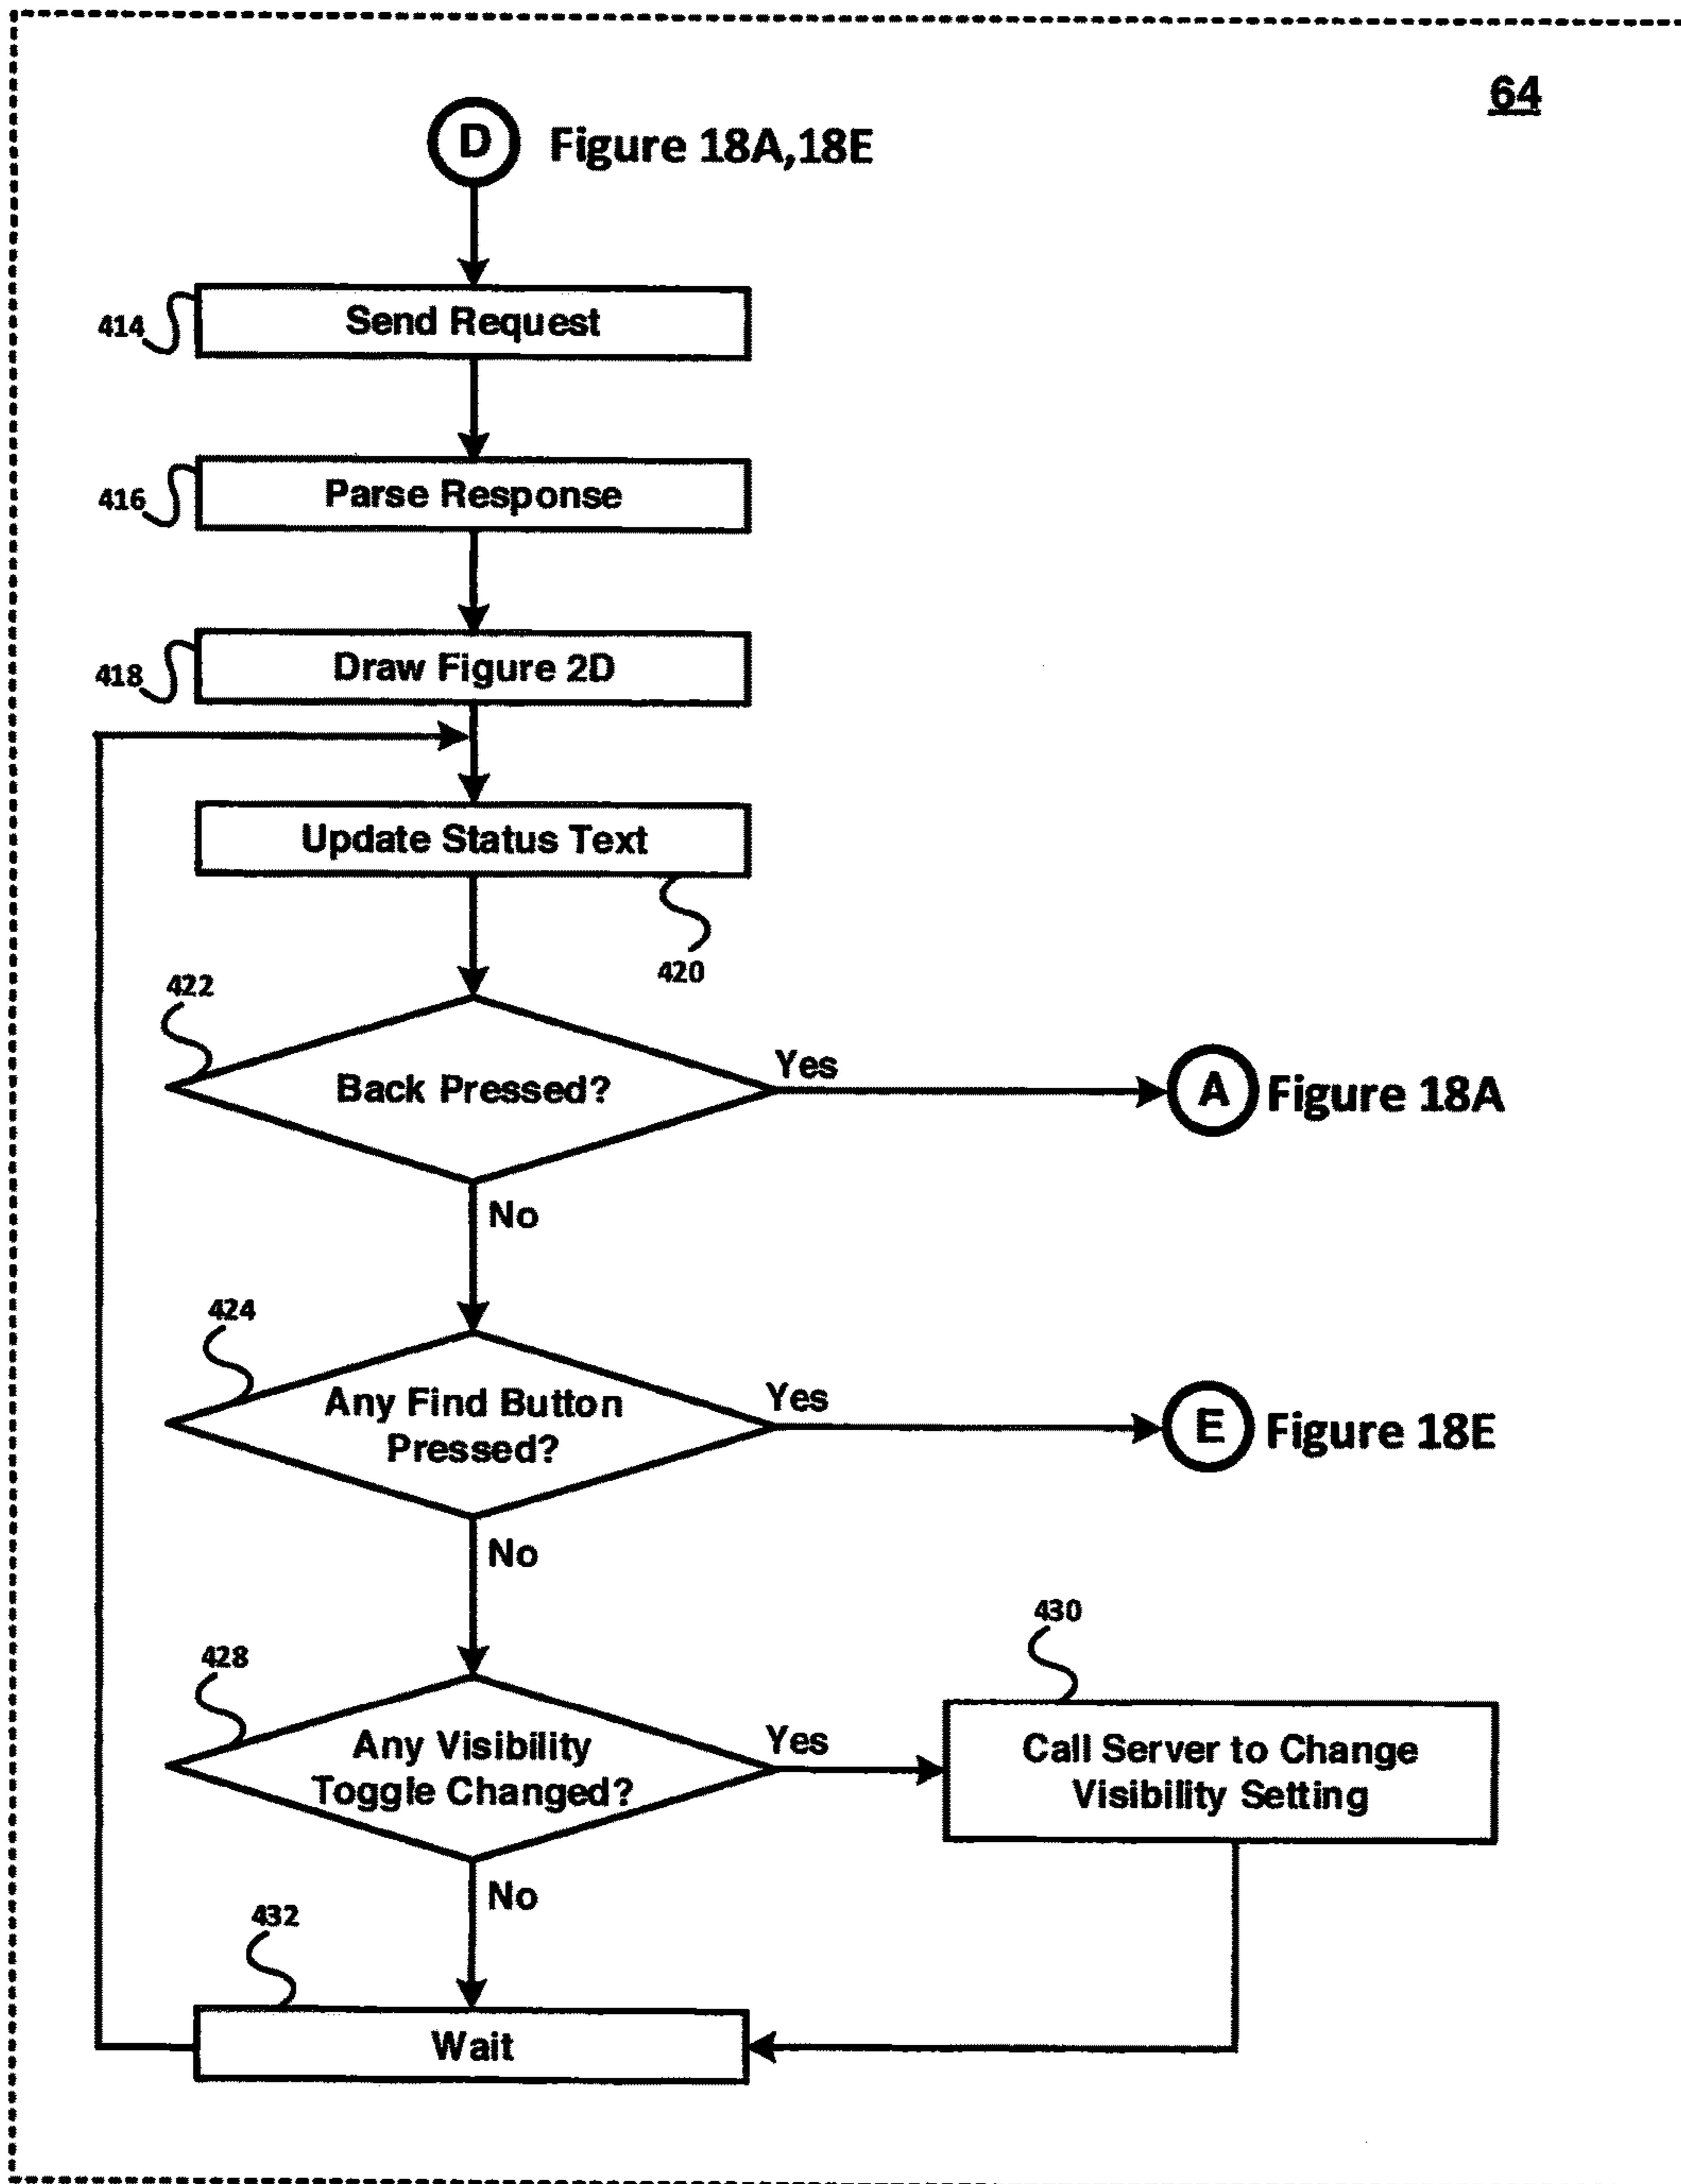 64
D Figure 18A,18E
Send Request
414
Parse Response
416
Draw Figure 2D
418
Update Status Text
420
422
Back Pressed?
Yes
A Figure 18A
No
424
Any Find Button
Pressed?
Yes
E Figure 18E
No
428
Any Visibility
Toggle Changed?
Yes
430
Call Server to Change
Visibility Setting
No
432
Wait